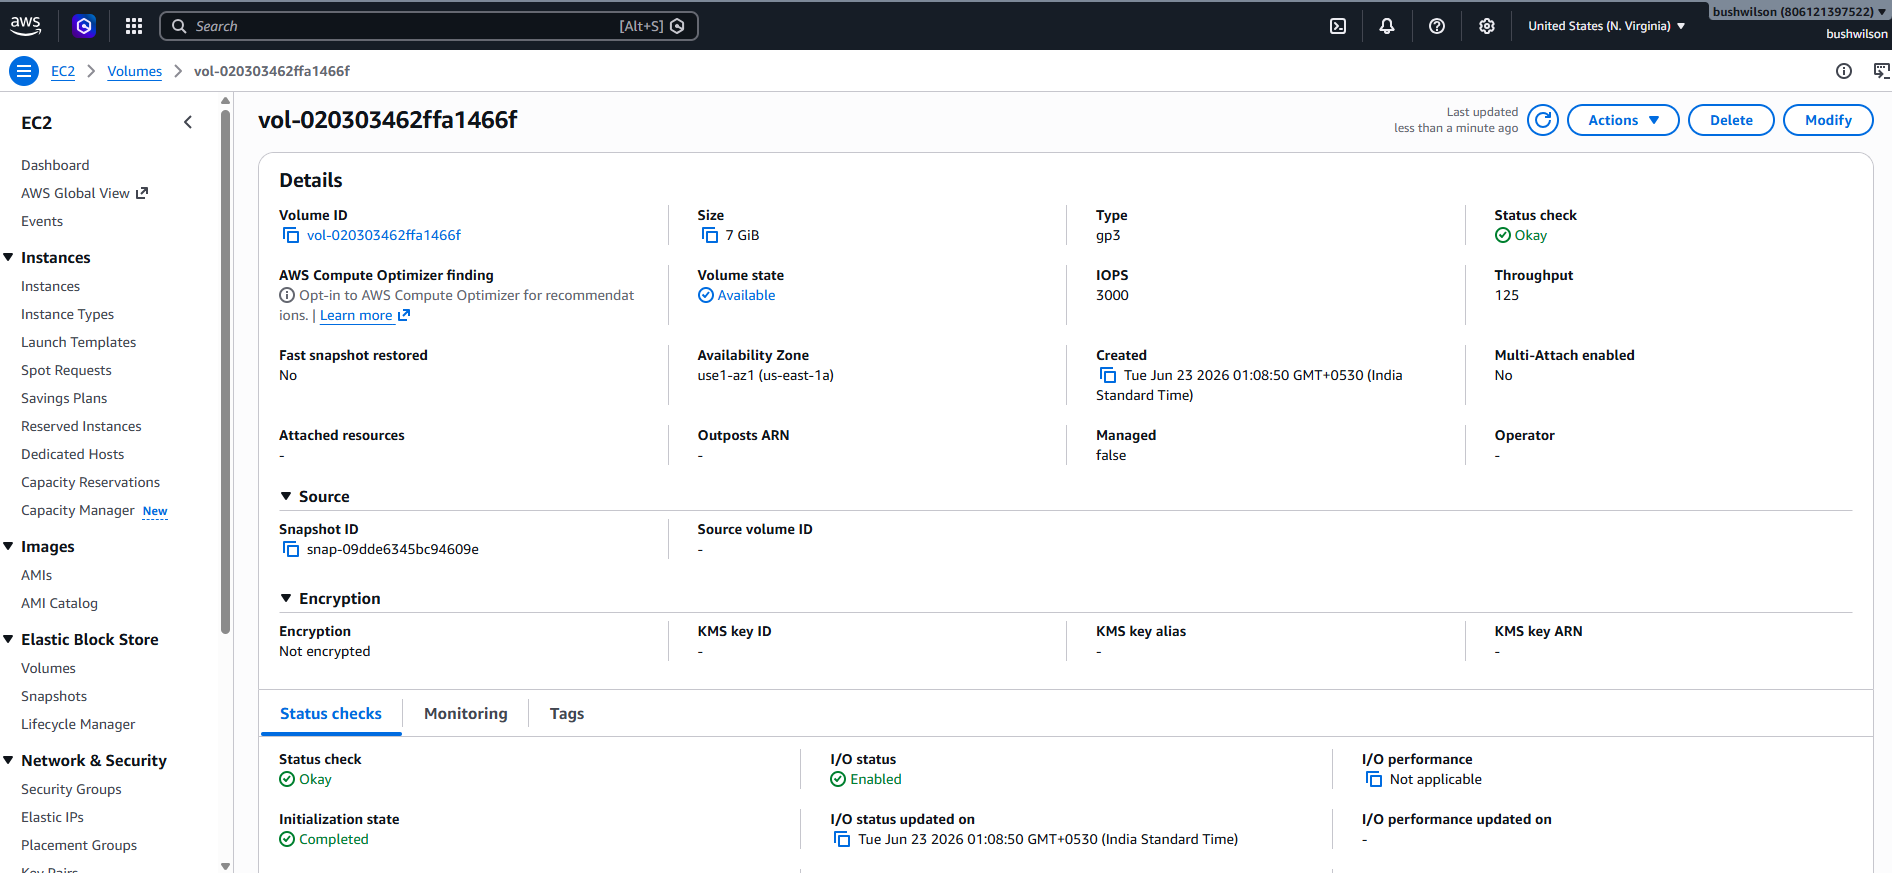 aws
Search
[Alt+S]
United States (N. Virginia)
bushwilson (806121397522)
bushwilson
EC2
Volumes
vol-020303462ffa1466f
EC2
Dashboard
AWS Global View
Events
Instances
Instances
Instance Types
Launch Templates
Spot Requests
Savings Plans
Reserved Instances
Dedicated Hosts
Capacity Reservations
Capacity Manager New
Images
AMIs
AMI Catalog
Elastic Block Store
Volumes
Snapshots
Lifecycle Manager
Network & Security
Security Groups
Elastic IPs
Placement Groups
Key Pairs
vol-020303462ffa1466f
Last updated
less than a minute ago
Actions
Delete
Modify
Details
Volume ID
vol-020303462ffa1466f
Size
7 GiB
Type
gp3
Status check
Okay
AWS Compute Optimizer finding
Opt-in to AWS Compute Optimizer for recommendat
ions. | Learn more
Volume state
Available
IOPS
3000
Throughput
125
Fast snapshot restored
No
Availability Zone
use1-az1 (us-east-1a)
Created
Tue Jun 23 2026 01:08:50 GMT+0530 (India
Standard Time)
Multi-Attach enabled
No
Attached resources
-
Outposts ARN
-
Managed
false
Operator
-
Source
Snapshot ID
snap-09dde6345bc94609e
Source volume ID
-
Encryption
Encryption
Not encrypted
KMS key ID
-
KMS key alias
-
KMS key ARN
-
Status checks
Monitoring
Tags
Status check
Okay
I/O status
Enabled
I/O performance
Not applicable
Initialization state
Completed
I/O status updated on
Tue Jun 23 2026 01:08:50 GMT+0530 (India Standard Time)
I/O performance updated on
-